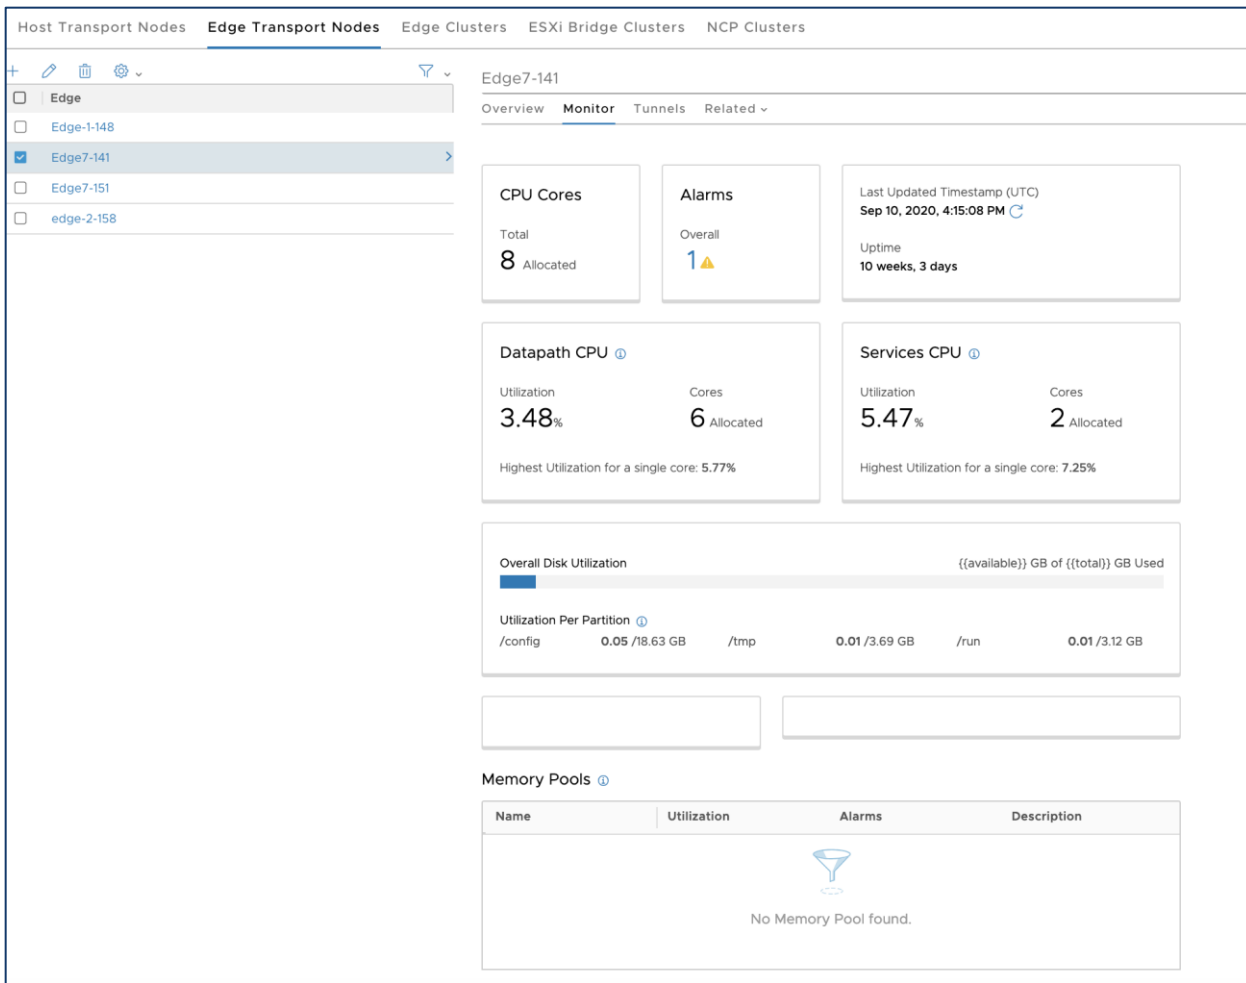 Host Transport Nodes Edge Transport Nodes Edge Clusters ESXi Bridge Clusters NCP Clusters
Edge
Edge-1-148
Edge7-141
Edge7-151
edge-2-158
Edge7-141
Overview Monitor Tunnels Related
CPU Cores
Total
8 Allocated
Alarms
Overall
1
Last Updated Timestamp (UTC)
Sep 10, 2020, 4:15:08 PM
Uptime
10 weeks, 3 days
Datapath CPU
Utilization Cores
3.48% 6 Allocated
Highest Utilization for a single core: 5.77%
Services CPU
Utilization Cores
5.47% 2 Allocated
Highest Utilization for a single core: 7.25%
Overall Disk Utilization {{available}} GB of {{total}} GB Used
Utilization Per Partition
/config 0.05 /18.63 GB /tmp 0.01 /3.69 GB /run 0.01 /3.12 GB
Memory Pools
Name Utilization Alarms Description
No Memory Pool found.